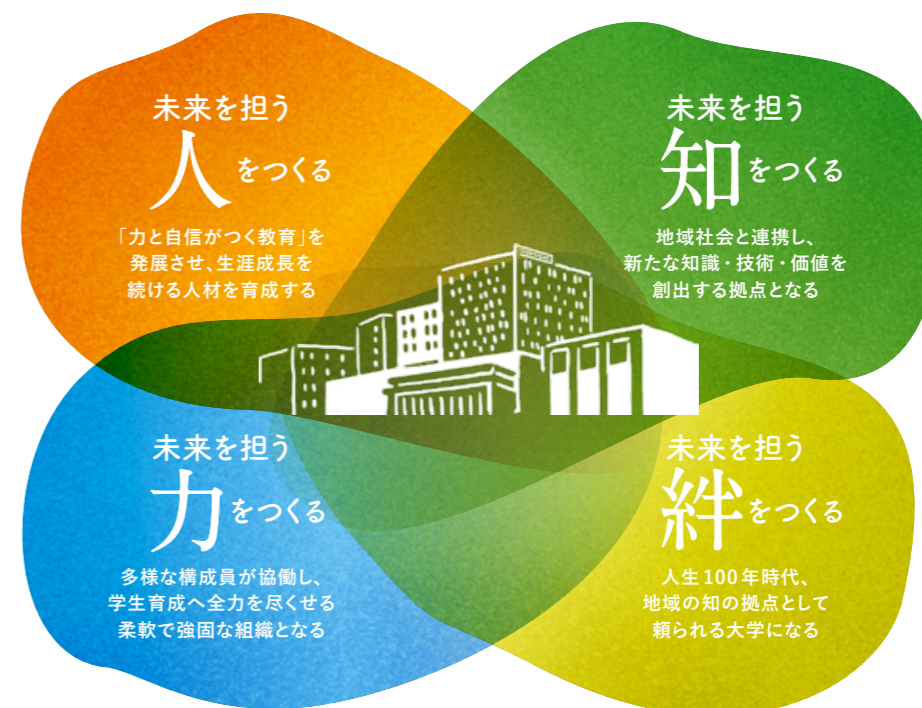 未来を担う
人をつくる
「力と自信がつく教育」を
発展させ、生涯成長を
続ける人材を育成する
未来を担う
知をつくる
地域社会と連携し、
新たな知識・技術・価値を
創出する拠点となる
未来を担う
力をつくる
多様な構成員が協働し、
学生育成へ全力を尽くせる
柔軟で強固な組織となる
未来を担う
絆をつくる
人生100年時代、
地域の知の拠点として
頼られる大学になる